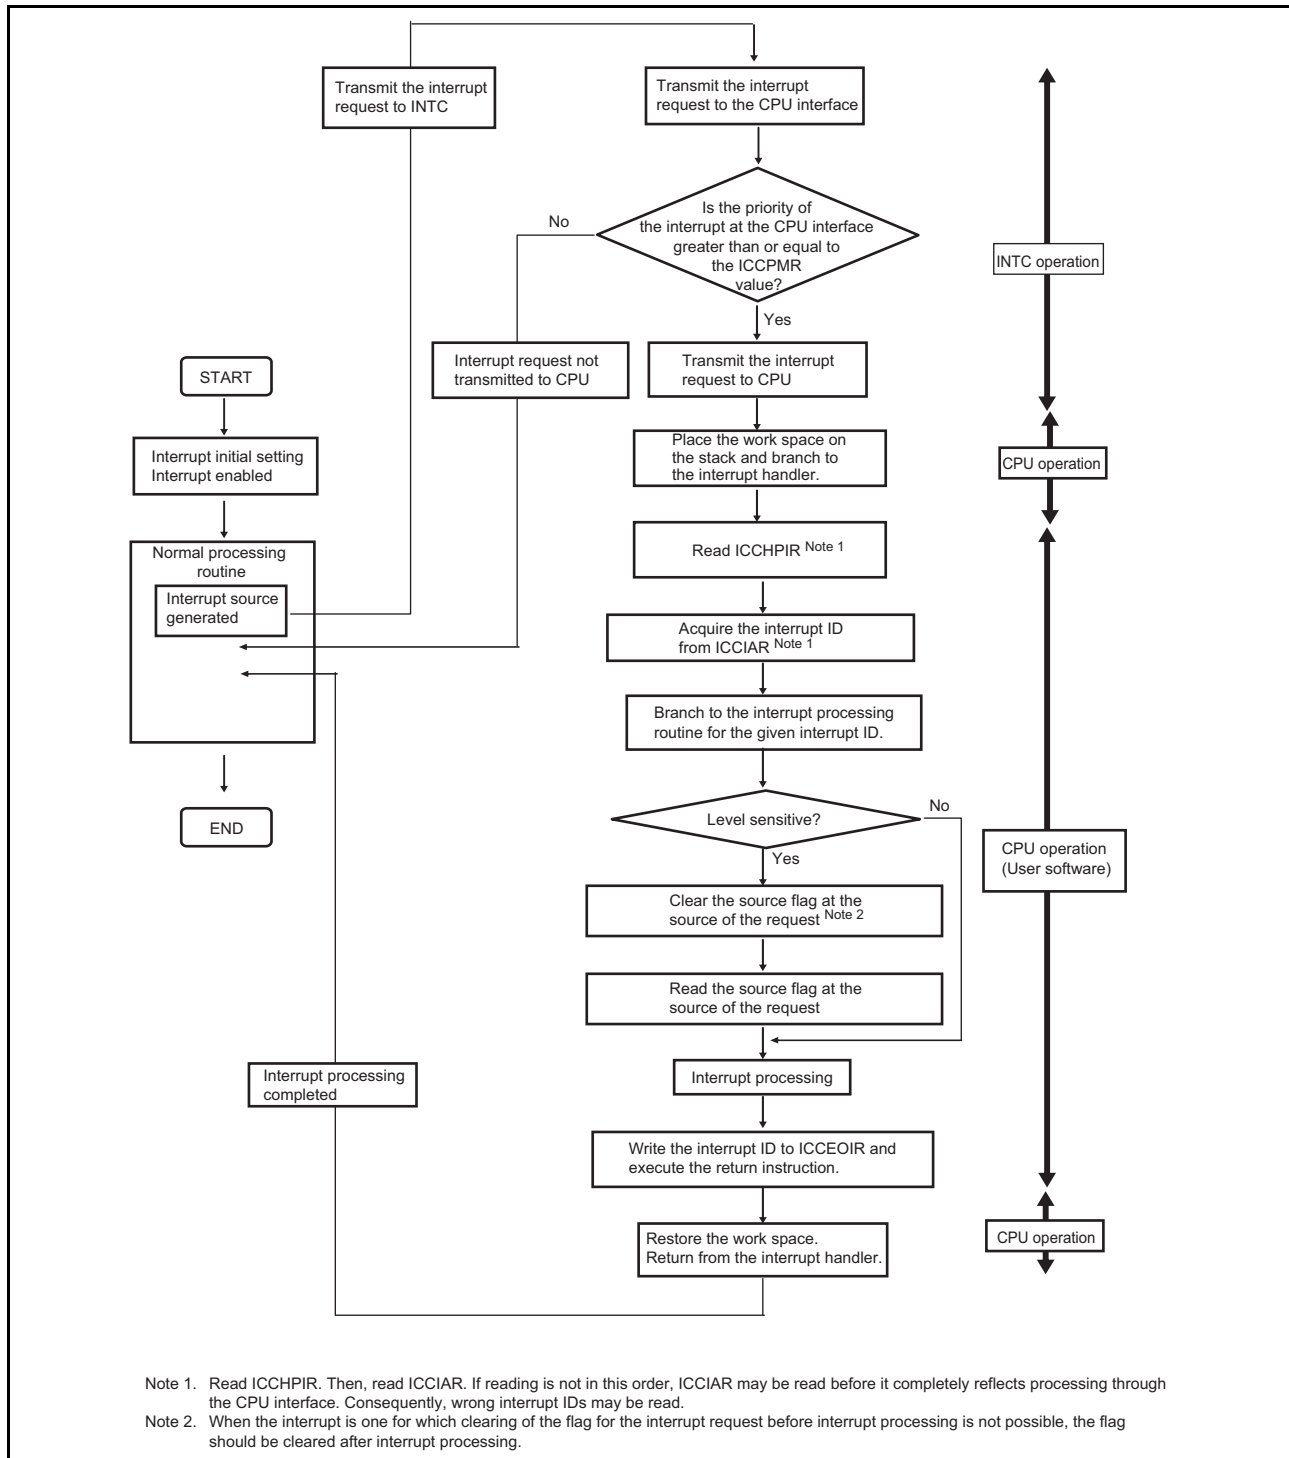 Transmit the interrupt
request to INTC
Transmit the interrupt
request to the CPU interface
Is the priority of
the interrupt at the CPU interface
greater than or equal to
the ICCPMR
value?
No
Yes
INTC operation
Interrupt request not
transmitted to CPU
Transmit the interrupt
request to CPU
START
Interrupt initial setting
Interrupt enabled
Place the work space on
the stack and branch to
the interrupt handler.
CPU operation
Normal processing
routine
Interrupt source
generated
Read ICCHPIR Note 1
Acquire the interrupt ID
from ICCIAR Note 1
Branch to the interrupt processing
routine for the given interrupt ID.
END
Level sensitive?
No
Yes
CPU operation
(User software)
Clear the source flag at the
source of the request Note 2
Read the source flag at the
source of the request
Interrupt processing
completed
Interrupt processing
Write the interrupt ID to ICCEOIR and
execute the return instruction.
Restore the work space.
Return from the interrupt handler.
CPU operation
Note 1. Read ICCHPIR. Then, read ICCIAR. If reading is not in this order, ICCIAR may be read before it completely reflects processing through
the CPU interface. Consequently, wrong interrupt IDs may be read.
Note 2. When the interrupt is one for which clearing of the flag for the interrupt request before interrupt processing is not possible, the flag
should be cleared after interrupt processing.